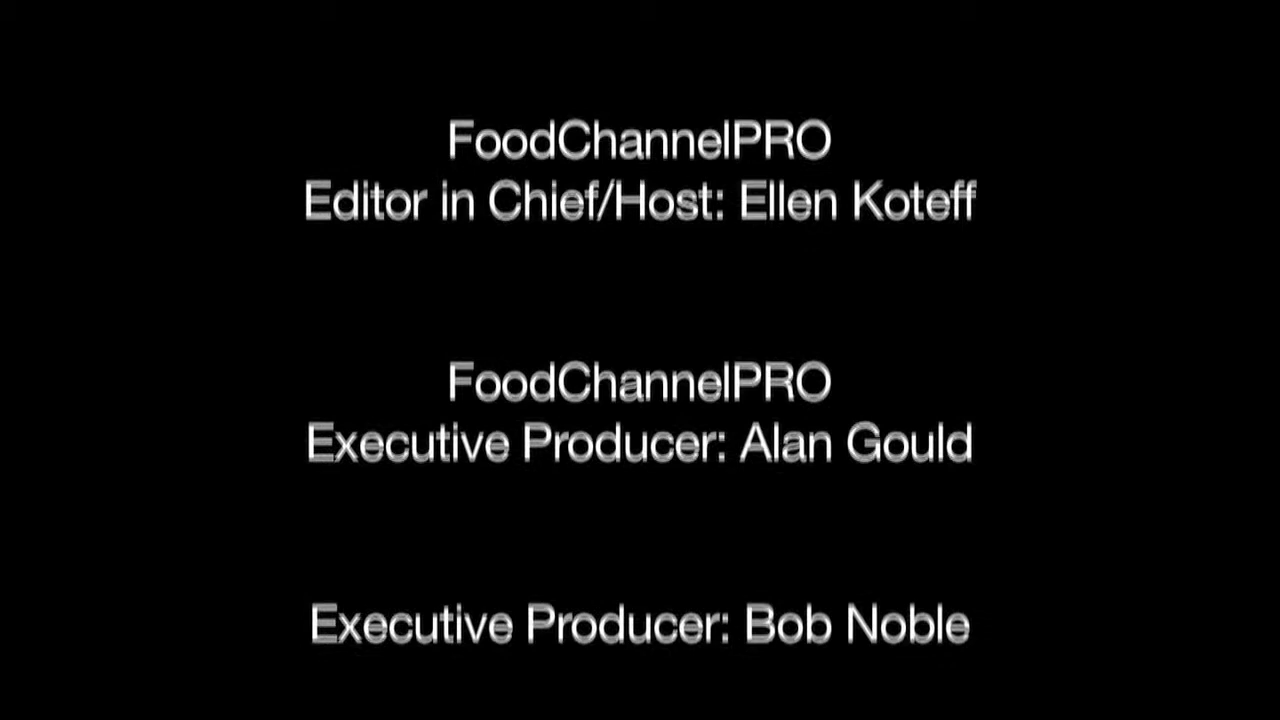 FoodChannelPRO
Editor in Chief/Host: Ellen Koteff
FoodChannelPRO
Executive Producer: Alan Gould
Executive Producer: Bob Noble